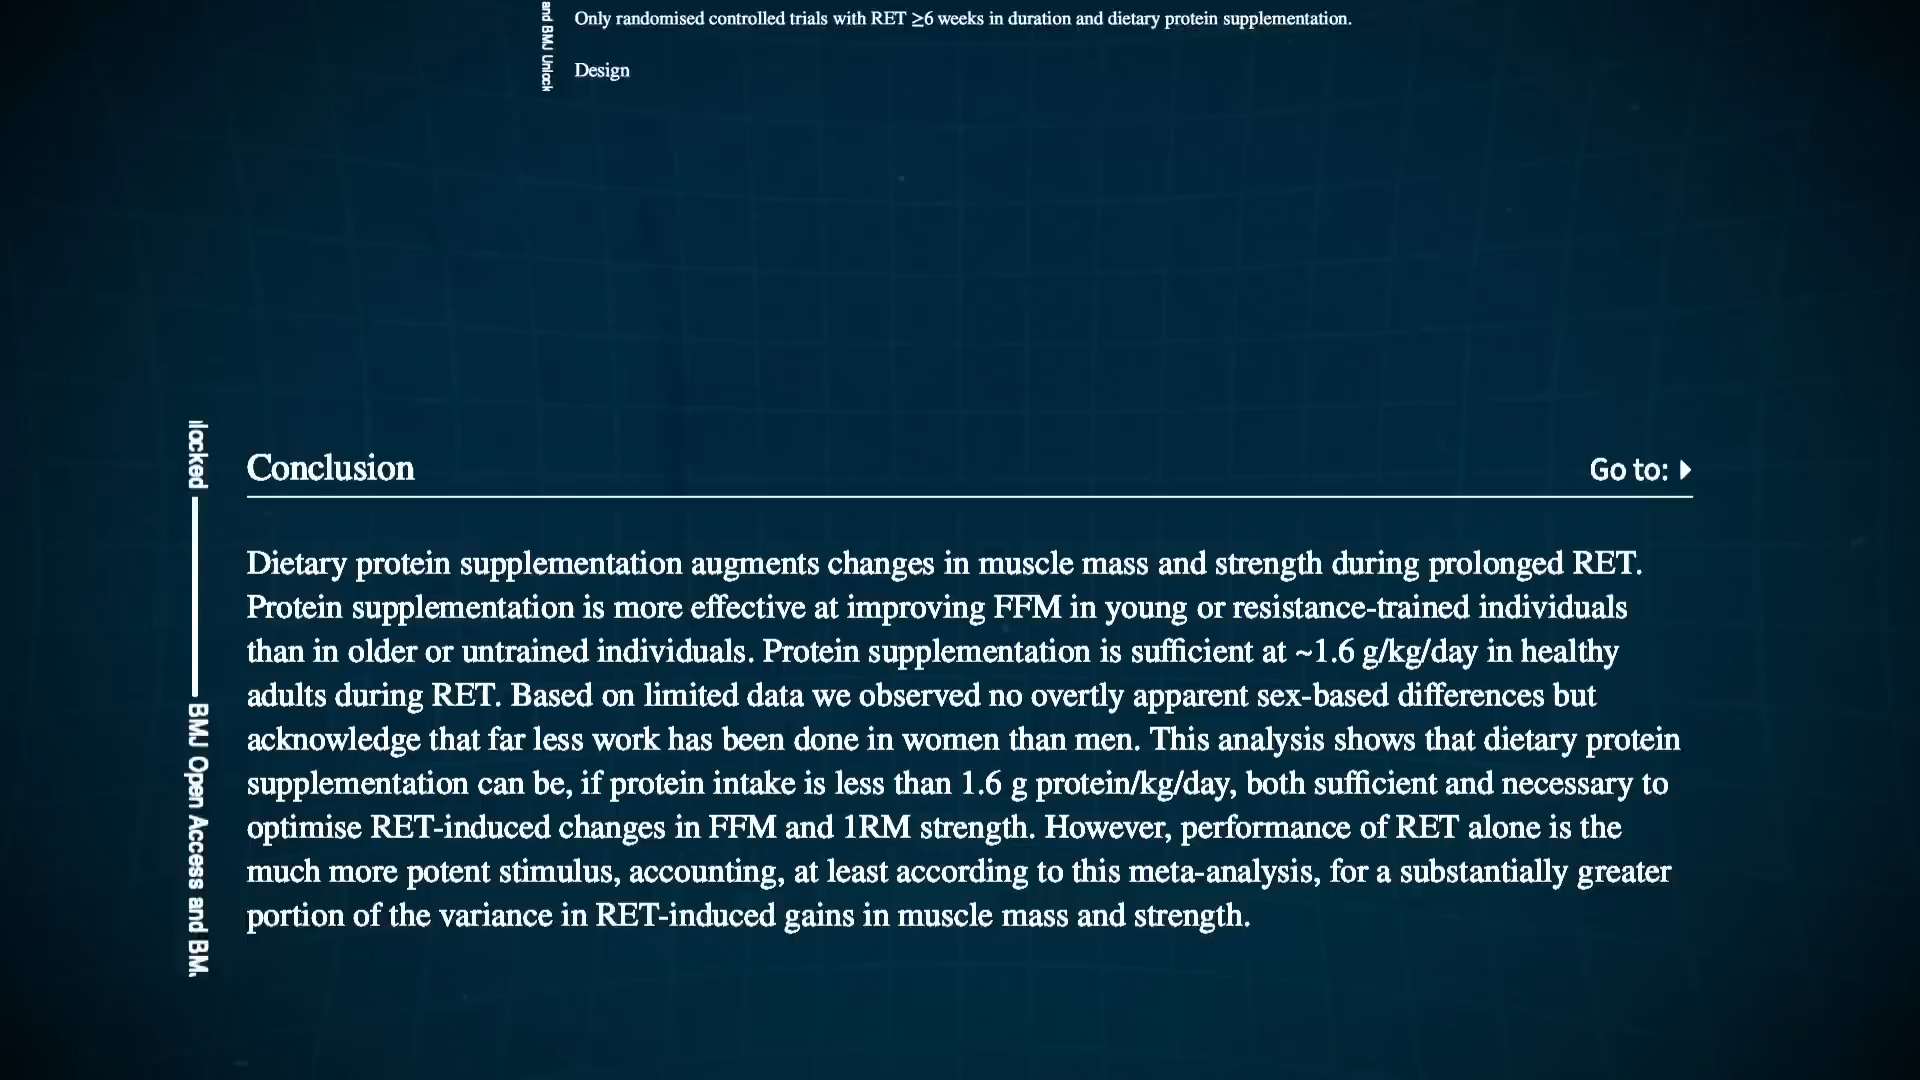 Only randomised controlled trials with RET ≥6 weeks in duration and dietary protein supplementation.
and BMJ Unlock
Design
locked
Conclusion
Go to:
Dietary protein supplementation augments changes in muscle mass and strength during prolonged RET.
Protein supplementation is more effective at improving FFM in young or resistance-trained individuals
than in older or untrained individuals. Protein supplementation is sufficient at ~1.6 g/kg/day in healthy
adults during RET. Based on limited data we observed no overtly apparent sex-based differences but
acknowledge that far less work has been done in women than men. This analysis shows that dietary protein
supplementation can be, if protein intake is less than 1.6 g protein/kg/day, both sufficient and necessary to
optimise RET-induced changes in FFM and 1RM strength. However, performance of RET alone is the
much more potent stimulus, accounting, at least according to this meta-analysis, for a substantially greater
portion of the variance in RET-induced gains in muscle mass and strength.
BMJ Open Access and BM